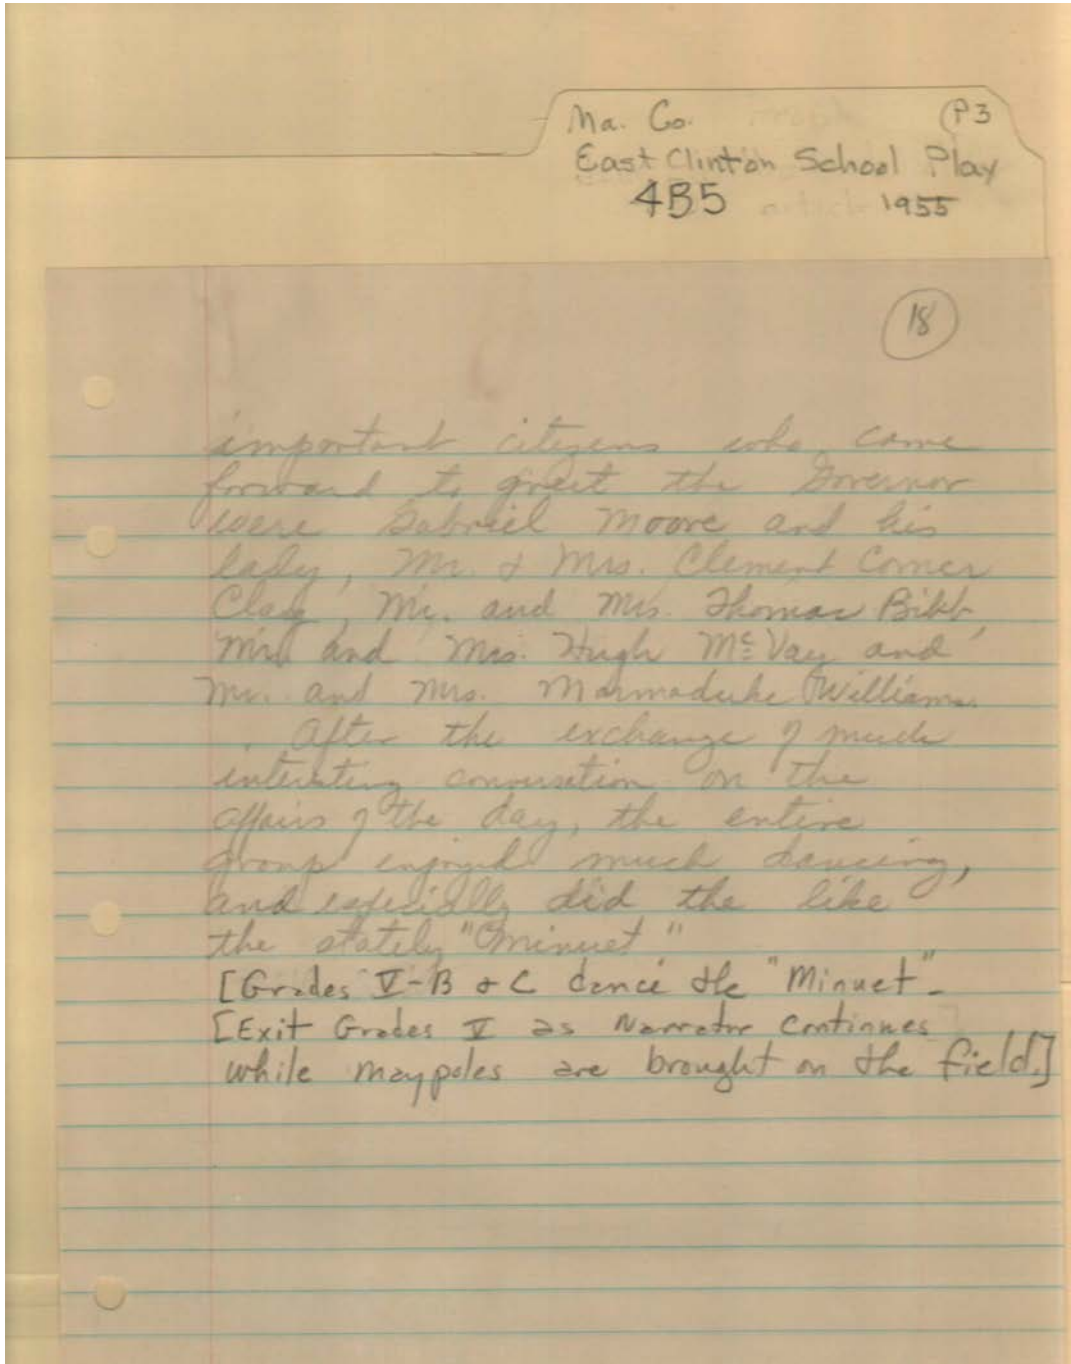 Ma. Co. P3
East Clinton School Play
4B5 1955
18
important citizens who came
forward to greet the Governor
were Gabriel Moore and his
lady, Mr. & Mrs. Clement Comer
Clay, Mr. and Mrs. Thomas Bibb,
Mr. and Mrs. Hugh McVay and
Mr. and Mrs. Marmaduke Williams.
After the exchange of much
interesting conversation on the
affairs of the day, the entire
group enjoyed much dancing,
and especially did the like
the stately "Minuet"
[Grades V-B & C dance the "Minuet".
[Exit Grades V as Narrator continues
while maypoles are brought on the field.]